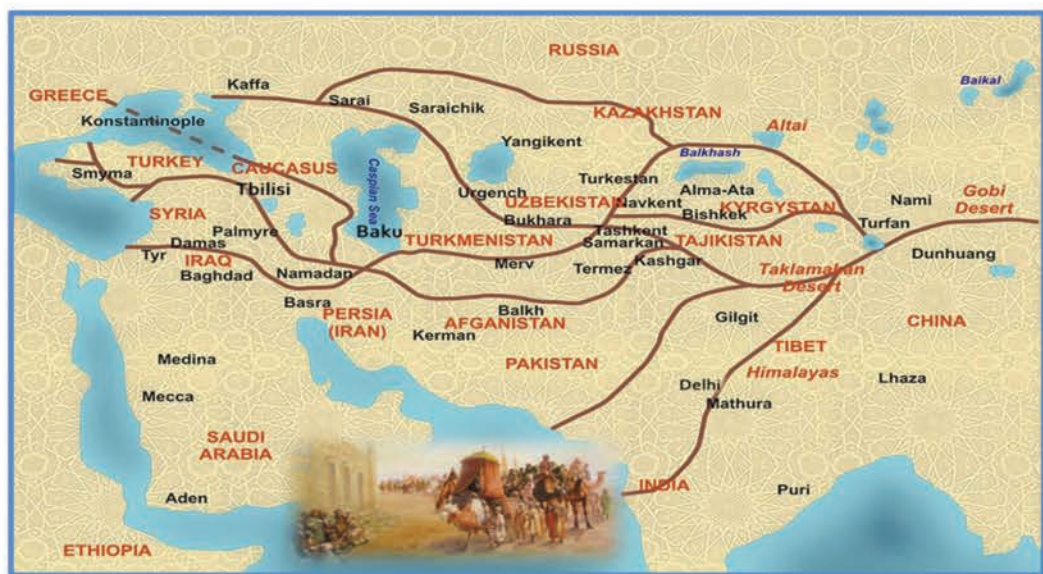 RUSSIA
Baikal
Kaffa
GREECE
Sarai
Saraichik
KAZAKHSTAN
Konstantinople
Altai
Yangikent
Balkhash
TURKEY
CAUCASUS
Smyma
Caspian Sea
Turkestan
Tbilisi
Urgench
Alma-Ata
Gobi
Desert
UZBEKISTAN
Navkent
KYRGYSTAN
Nami
SYRIA
Bukhara
Bishkek
Turfan
Palmyre
Baku
Tashkent
Damas
TURKMENISTAN
Samarkan
TAJIKISTAN
Tyr
IRAQ
Merv
Kashgar
Dunhuang
Baghdad
Namadan
Termez
Taklamakan
Desert
Basra
Balkh
PERSIA
(IRAN)
AFGANISTAN
Gilgit
CHINA
Kerman
TIBET
Medina
PAKISTAN
Himalayas
Lhaza
Delhi
Mecca
Mathura
SAUDI
ARABIA
Aden
INDIA
Puri
ETHIOPIA